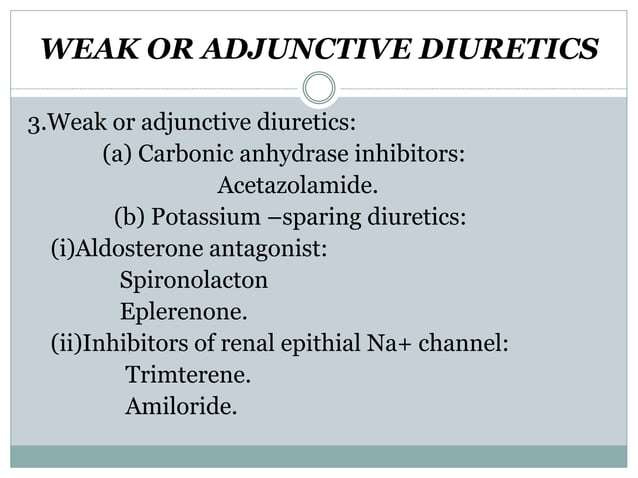 WEAK OR ADJUNCTIVE DIURETICS
3.Weak or adjunctive diuretics:
(a) Carbonic anhydrase inhibitors:
Acetazolamide.
(b) Potassium –sparing diuretics:
(i)Aldosterone antagonist:
Spironolacton
Eplerenone.
(ii)Inhibitors of renal epithial Na+ channel:
Trimterene.
Amiloride.